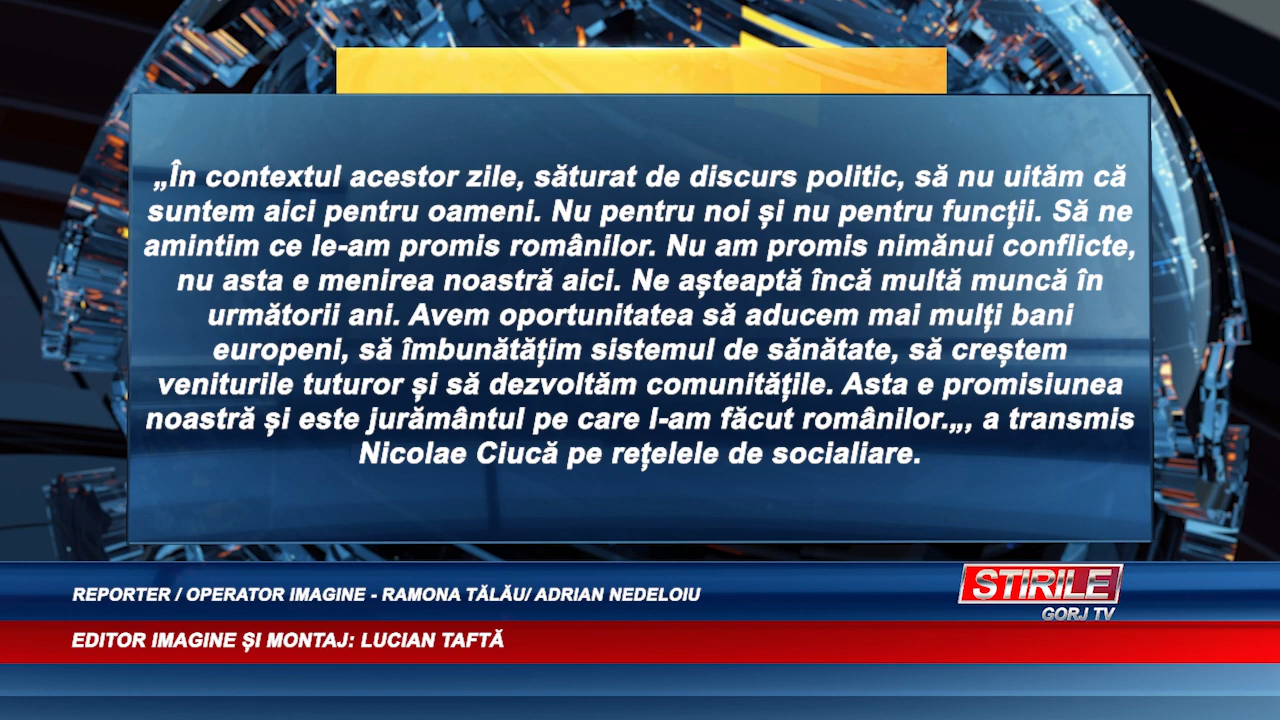 „În contextul acestor zile, săturat de discurs politic, să nu uităm că
suntem aici pentru oameni. Nu pentru noi și nu pentru funcții. Să ne
amintim ce le-am promis românilor. Nu am promis nimănui conflicte,
nu asta e menirea noastră aici. Ne așteaptă încă multă muncă în
următorii ani. Avem oportunitatea să aducem mai mulți bani
europeni, să îmbunătățim sistemul de sănătate, să creștem
veniturile tuturor și să dezvoltăm comunitățile. Asta e promisiunea
noastră și este jurământul pe care l-am făcut românilor.„, a transmis
Nicolae Ciucă pe rețelele de socialiare.
REPORTER / OPERATOR IMAGINE - RAMONA TĂLĂU/ ADRIAN NEDELOIU
STIRILE
GORJ TV
EDITOR IMAGINE ȘI MONTAJ: LUCIAN TAFTĂ